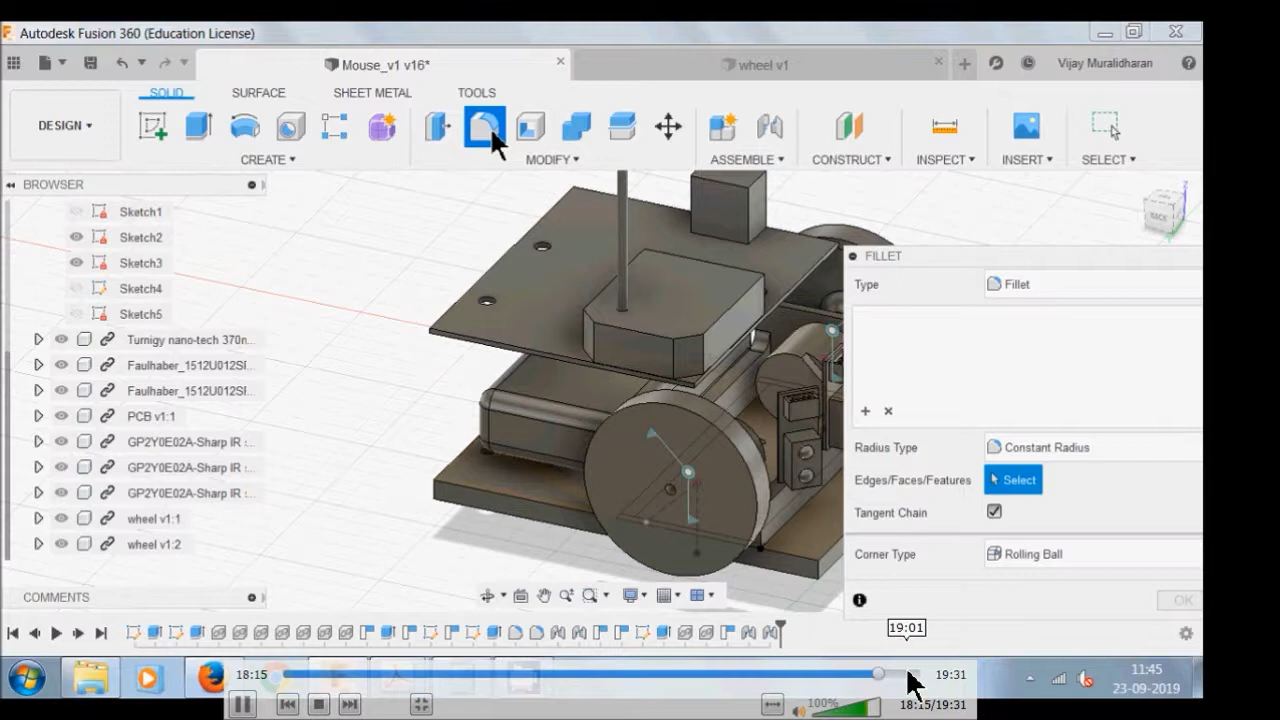 Autodesk Fusion 360 (Education License)
Mouse_v1 v16*
wheel v1
Vijay Muralidharan
DESIGN
SOLID
SURFACE
SHEET METAL
TOOLS
CREATE
MODIFY
ASSEMBLE
CONSTRUCT
INSPECT
INSERT
SELECT
BROWSER
Sketch1
Sketch2
Sketch3
Sketch4
Sketch5
Turnigy nano-tech 370n...
Faulhaber_1512U012SI...
Faulhaber_1512U012SI...
PCB v1:1
GP2Y0E02A-Sharp IR :...
GP2Y0E02A-Sharp IR :...
GP2Y0E02A-Sharp IR :...
wheel v1:1
wheel v1:2
BACK
FILLET
Type
Fillet
Radius Type
Constant Radius
Edges/Faces/Features
Select
Tangent Chain
Corner Type
Rolling Ball
OK
COMMENTS
19:01
18:15
19:31
100%
18:15/19:31
11:45
23-09-2019